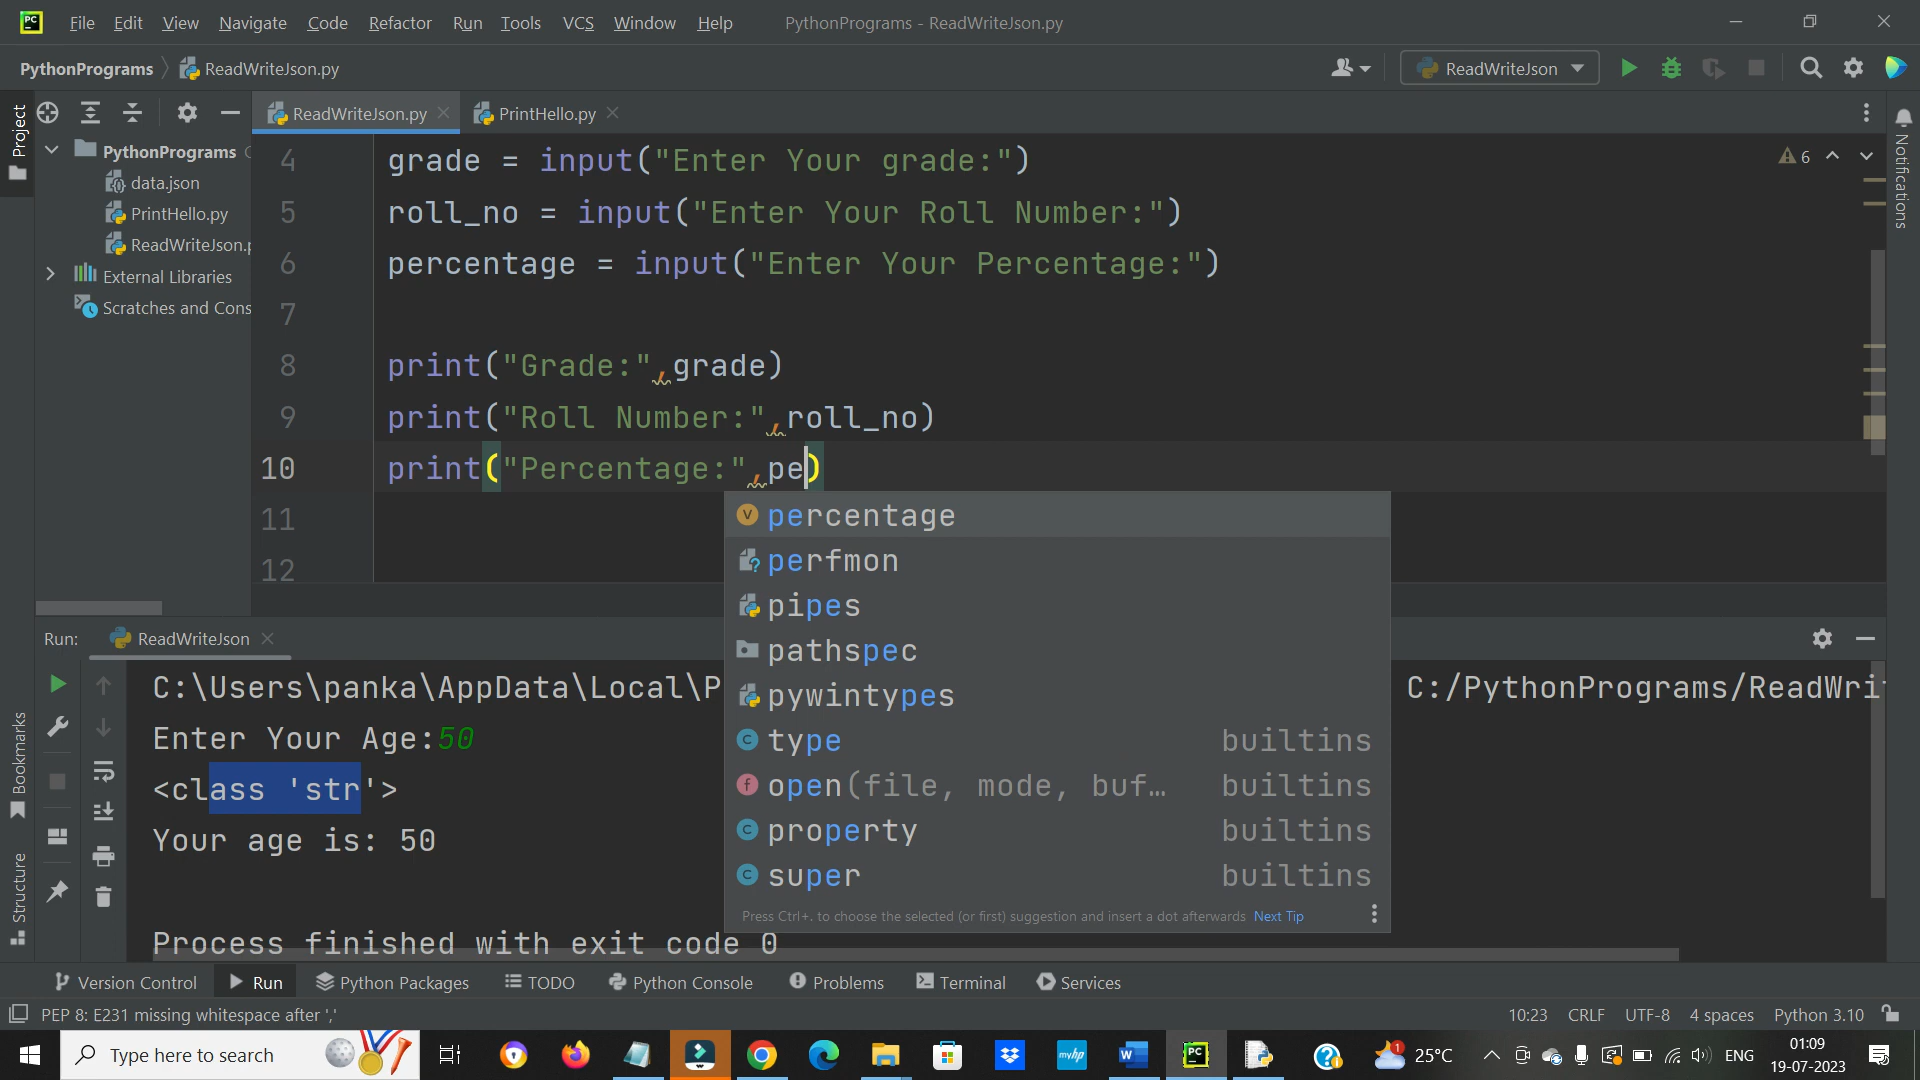 PC File Edit View Navigate Code Refactor Run Tools VCS Window Help PythonPrograms - ReadWriteJson.py
PythonPrograms ReadWriteJson.py ReadWriteJson
Project
ReadWriteJson.py PrintHello.py
Notifications
PythonPrograms
data.json
PrintHello.py
ReadWriteJson.p
External Libraries
Scratches and Cons
6
4 grade = input("Enter Your grade:")
5 roll_no = input("Enter Your Roll Number:")
6 percentage = input("Enter Your Percentage:")
7
8 print("Grade:",grade)
9 print("Roll Number:",roll_no)
10 print("Percentage:",pe)
11
12
percentage
perfmon
pipes
pathspec
pywintypes
type builtins
open(file, mode, buf… builtins
property builtins
super builtins
Press Ctrl+. to choose the selected (or first) suggestion and insert a dot afterwards Next Tip
Run: ReadWriteJson
C:\Users\panka\AppData\Local\P C:/PythonPrograms/ReadWrit
Enter Your Age:50
<class 'str'>
Your age is: 50
Process finished with exit code 0
Bookmarks
Structure
Version Control Run Python Packages TODO Python Console Problems Terminal Services
PEP 8: E231 missing whitespace after ',' 10:23 CRLF UTF-8 4 spaces Python 3.10
Type here to search myhp W PC 1 25°C ENG 01:09
19-07-2023